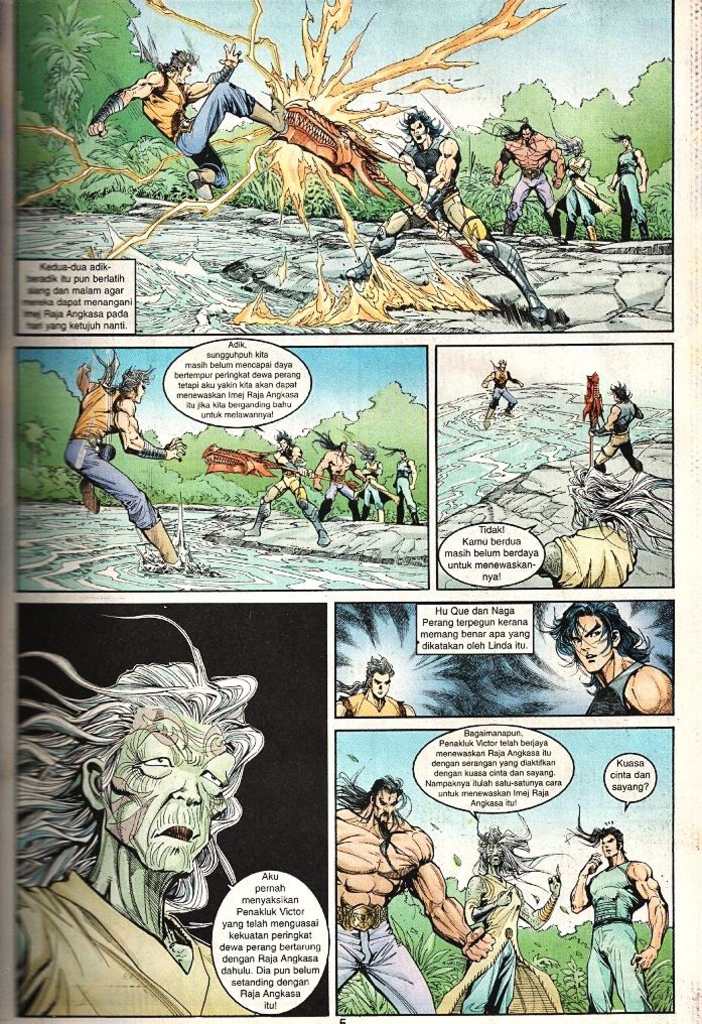 Kedua-dua adik-
beradik itu pun berlatih
siang dan malam agar
mereka dapat menangani
Imej Raja Angkasa pada
hari yang ketujuh nanti.
Adik,
sungguhpuh kita
masih belum mencapai daya
bertempur peringkat dewa perang
tetapi aku yakin kita akan dapat
menewaskan Imej Raja Angkasa
itu jika kita berganding bahu
untuk melawannya!
Tidak!
Kamu berdua
masih belum berdaya
untuk menewaskan-
nya!
Hu Que dan Naga
Perang terpegun kerana
memang benar apa yang
dikatakan oleh Linda itu.
Aku
pernah
menyaksikan
Penakluk Victor
yang telah menguasai
kekuatan peringkat
dewa perang bertarung
dengan Raja Angkasa
dahulu. Dia pun belum
setanding dengan
Raja Angkasa
itu!
Bagaimanapun,
Penakluk Victor telah berjaya
menewaskan Raja Angkasa itu
dengan serangan yang diaktifkan
dengan kuasa cinta dan sayang.
Nampaknya itulah satu-satunya cara
untuk menewaskan Imej Raja
Angkasa itu!
Kuasa
cinta dan
sayang?